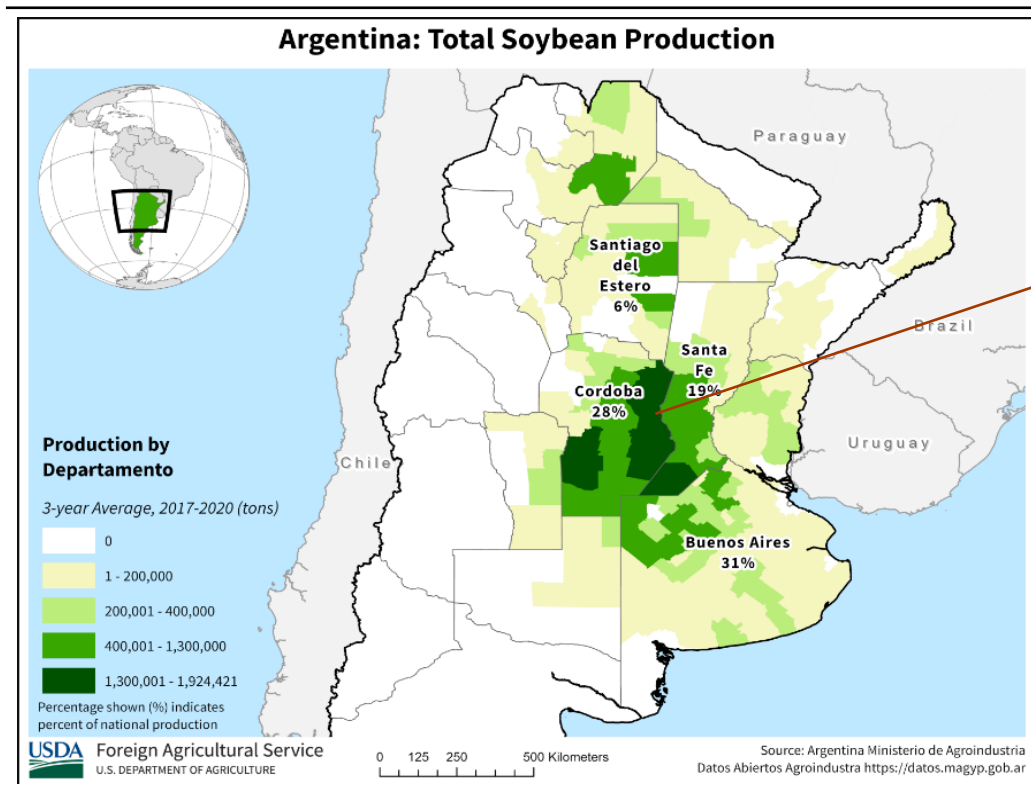 Argentina: Total Soybean Production
Paraguay
Santiago
del
Estero
6%
Brazil
Santa
Fe
19%
Cordoba
28%
Uruguay
Chile
Buenos Aires
31%
Production by
Departamento
3-year Average, 2017-2020 (tons)
0
1 - 200,000
200,001 - 400,000
400,001 - 1,300,000
1,300,001 - 1,924,421
Percentage shown (%) indicates
percent of national production
USDA Foreign Agricultural Service
U.S. DEPARTMENT OF AGRICULTURE
0 125 250 500 Kilometers
Source: Argentina Ministerio de Agroindustria
Datos Abiertos Agroindustra https://datos.magyp.gob.ar